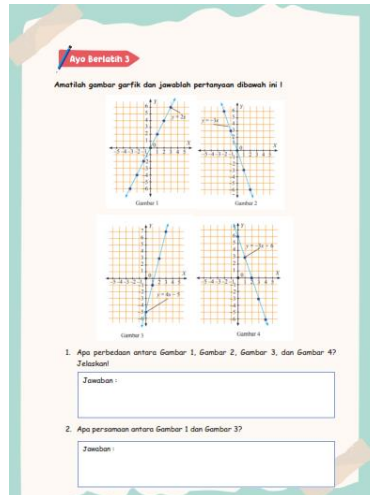 Ayo Berlatih 3
Amatilah gambar garfik dan jawablah pertanyaan dibawah ini !
y = 2x
Gambar 1
y = −3x
Gambar 2
y = 4x − 5
Gambar 3
y = −3x + 6
Gambar 4
1. Apa perbedaan antara Gambar 1, Gambar 2, Gambar 3, dan Gambar 4?
Jelaskan!
Jawaban :
2. Apa persamaan antara Gambar 1 dan Gambar 3?
Jawaban :